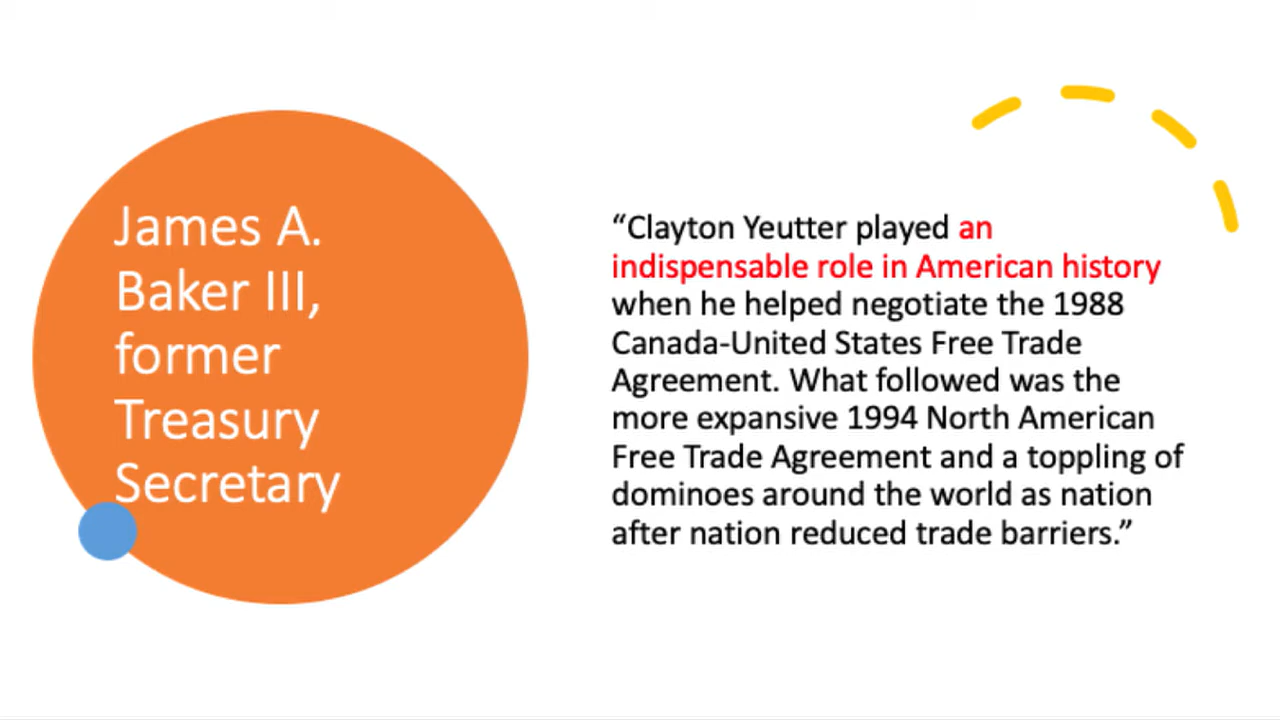 James A.
Baker III,
former
Treasury
Secretary
“Clayton Yeutter played an
indispensable role in American history
when he helped negotiate the 1988
Canada-United States Free Trade
Agreement. What followed was the
more expansive 1994 North American
Free Trade Agreement and a toppling of
dominoes around the world as nation
after nation reduced trade barriers.”